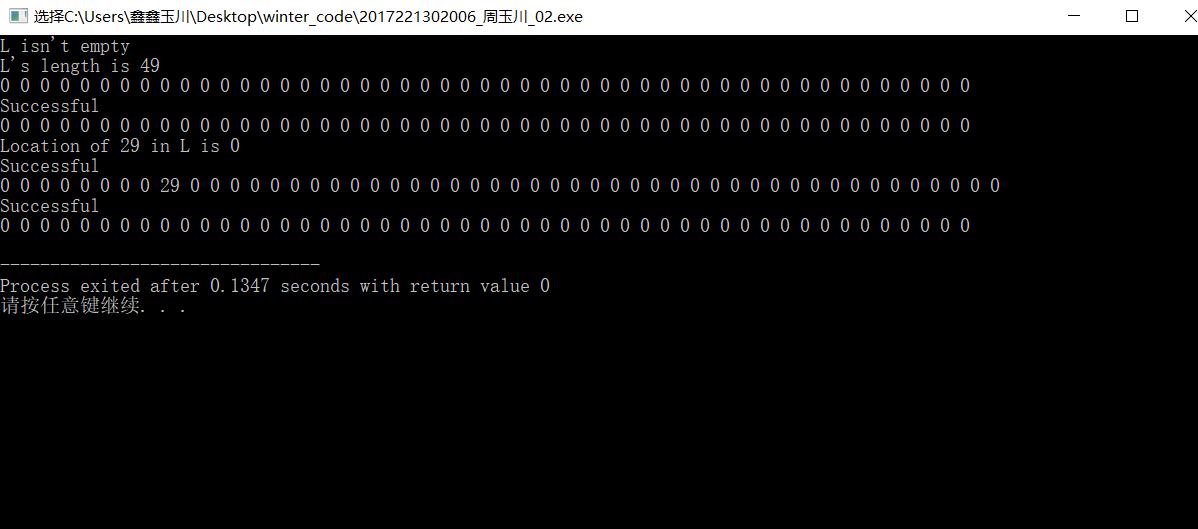 选择C:\Users\鑫鑫玉川\Desktop\winter_code\2017221302006_周玉川_02.exe
L isn't empty
L's length is 49
0 0 0 0 0 0 0 0 0 0 0 0 0 0 0 0 0 0 0 0 0 0 0 0 0 0 0 0 0 0 0 0 0 0 0 0 0 0 0 0 0 0 0 0 0 0 0 0 0
Successful
0 0 0 0 0 0 0 0 0 0 0 0 0 0 0 0 0 0 0 0 0 0 0 0 0 0 0 0 0 0 0 0 0 0 0 0 0 0 0 0 0 0 0 0 0 0 0 0 0
Location of 29 in L is 0
Successful
0 0 0 0 0 0 0 0 29 0 0 0 0 0 0 0 0 0 0 0 0 0 0 0 0 0 0 0 0 0 0 0 0 0 0 0 0 0 0 0 0 0 0 0 0 0 0 0 0 0
Successful
0 0 0 0 0 0 0 0 0 0 0 0 0 0 0 0 0 0 0 0 0 0 0 0 0 0 0 0 0 0 0 0 0 0 0 0 0 0 0 0 0 0 0 0 0 0 0 0 0
--------------------------------
Process exited after 0.1347 seconds with return value 0
请按任意键继续. . .